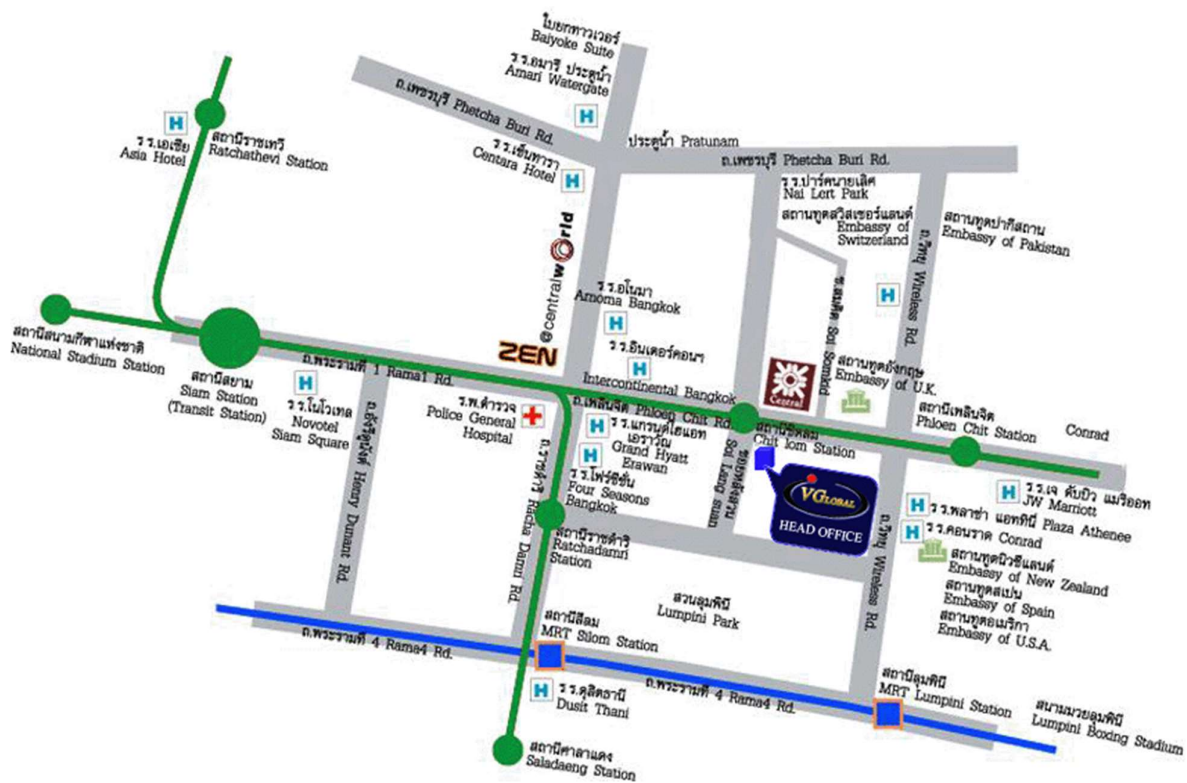 ใบยกทาวเวอร์
Baiyoke Suite
ร ร.อมารี ประตูน้ำ
Amari Watergate
ถ.เพชรบุรี Phetcha Buri Rd.
ประตูน้ำ Pratunam
ถ.เพชรบุรี Phetcha Buri Rd.
ร ร.เอเชีย
Asia Hotel
สถานีราชเทวี
Ratchathevi Station
ร ร.เซ็นทารา
Centara Hotel
ร ร.ปาร์คนายเลิศ
Nai Lert Park
สถานทูตสวิสเซอร์แลนด์
Embassy of
Switzerland
ถ.วิทยุ Wireless Rd.
สถานทูตปากีสถาน
Embassy of Pakistan
@centralworld
ZEN
ร ร.อโนมา
Arnoma Bangkok
ร ร.อินเตอร์คอนฯ
Intercontinental Bangkok
ซ.สมคิด Soi Somkid
Central
สถานทูตอังกฤษ
Embassy of U.K.
สถานีสนามกีฬาแห่งชาติ
National Stadium Station
สถานีสยาม
Siam Station
(Transit Station)
ถ.พระรามที่ 1 Rama1 Rd.
ร ร.โนโวเทล
Novotel
Siam Square
ถ.อังรีดูนังต์ Henry Dunant Rd.
ร.พ.ตำรวจ
Police General
Hospital
ถ.เพลินจิต Phloen Chit Rd.
ร ร.แกรนด์ไฮแอท
เอราวัณ
Grand Hyatt
Erawan
ร ร.โฟร์ซีซั่น
Four Seasons
Bangkok
ถ.ราชดำริ Racha Damri Rd.
สถานีชิดลม
Chit lom Station
ซอยหลังสวน Soi Lang suan
สถานีเพลินจิต
Phloen Chit Station
Conrad
VGLOBAL
HEAD OFFICE
ร ร.เจ ดับบิว แมริออท
JW Marriott
ร ร.พลาซ่า แอทธินี Plaza Athenee
ร ร.คอนราด Conrad
สถานทูตนิวซีแลนด์
Embassy of New Zealand
สถานทูตสเปน
Embassy of Spain
สถานทูตอเมริกา
Embassy of U.S.A.
สถานีราชดำริ
Ratchadamri
Station
ถ.วิทยุ Wireless Rd.
สวนลุมพินี
Lumpini Park
ถ.พระรามที่ 4 Rama4 Rd.
สถานีสีลม
MRT Silom Station
ถ.พระรามที่ 4 Rama4 Rd.
สถานีลุมพินี
MRT Lumpini Station
สนามมวยลุมพินี
Lumpini Boxing Stadium
ร ร.ดุสิตธานี
Dusit Thani
สถานีศาลาแดง
Saladaeng Station